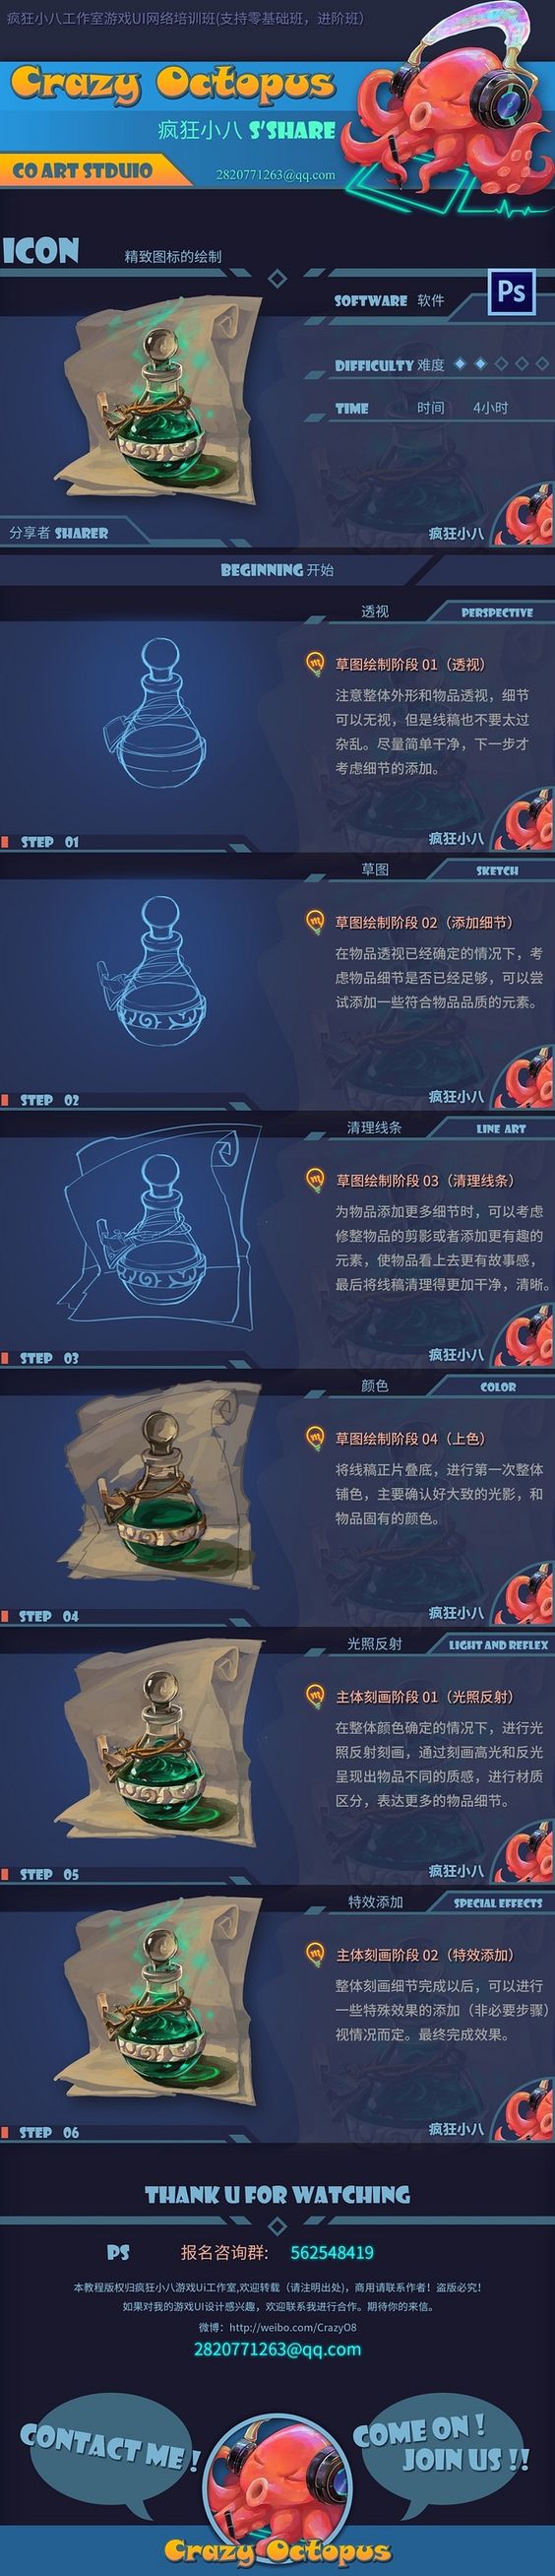 疯狂小八工作室游戏UI网络培训班(支持零基础班，进阶班）
Crazy Octopus
疯狂小八 S'SHARE
CO ART STDUIO
2820771263@qq.com
ICON
精致图标的绘制
SOFTWARE 软件
Ps
DIFFICULTY 难度
TIME 时间 4小时
分享者 SHARER
疯狂小八
BEGINNING 开始
透视 PERSPECTIVE
草图绘制阶段 01（透视）
注意整体外形和物品透视，细节
可以无视，但是线稿也不要太过
杂乱。尽量简单干净，下一步才
考虑细节的添加。
疯狂小八
STEP 01
草图 SKETCH
草图绘制阶段 02（添加细节）
在物品透视已经确定的情况下，考
虑物品细节是否已经足够，可以尝
试添加一些符合物品品质的元素。
疯狂小八
STEP 02
清理线条 LINE ART
草图绘制阶段 03（清理线条）
为物品添加更多细节时，可以考虑
修整物品的剪影或者添加更有趣的
元素，使物品看上去更有故事感，
最后将线稿清理得更加干净，清晰。
疯狂小八
STEP 03
颜色 COLOR
草图绘制阶段 04（上色）
将线稿正片叠底，进行第一次整体
铺色，主要确认好大致的光影，和
物品固有的颜色。
疯狂小八
STEP 04
光照反射 LIGHT AND REFLEX
主体刻画阶段 01（光照反射）
在整体颜色确定的情况下，进行光
照反射刻画，通过刻画高光和反光
呈现出物品不同的质感，进行材质
区分，表达更多的物品细节。
疯狂小八
STEP 05
特效添加 SPECIAL EFFECTS
主体刻画阶段 02（特效添加）
整体刻画细节完成以后，可以进行
一些特殊效果的添加（非必要步骤）
视情况而定。最终完成效果。
疯狂小八
STEP 06
THANK U FOR WATCHING
PS 报名咨询群: 562548419
本教程版权归疯狂小八游戏Ui工作室,欢迎转载（请注明出处)，商用请联系作者！盗版必究！
如果对我的游戏UI设计感兴趣，欢迎联系我进行合作。期待你的来信。
微博：http://weibo.com/CrazyO8
2820771263@qq.com
CONTACT ME !
COME ON !
JOIN US !!
Crazy Octopus